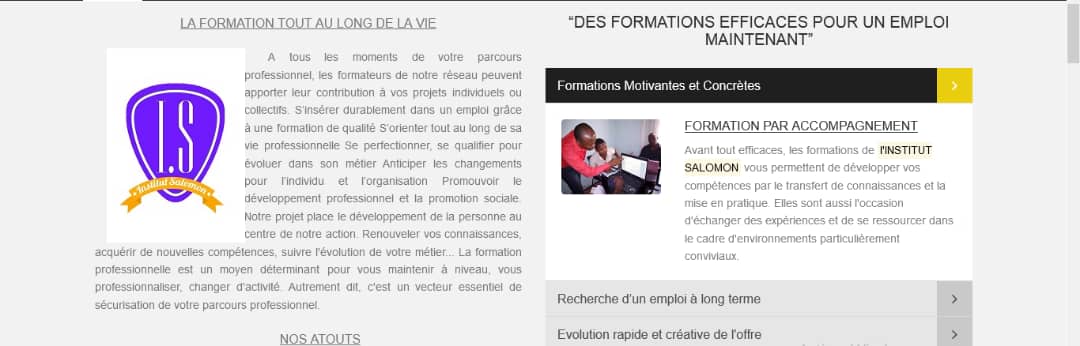 LA FORMATION TOUT AU LONG DE LA VIE
A tous les moments de votre parcours
professionnel, les formateurs de notre réseau peuvent
apporter leur contribution à vos projets individuels ou
collectifs. S'insérer durablement dans un emploi grâce
à une formation de qualité S'orienter tout au long de sa
vie professionnelle Se perfectionner, se qualifier pour
évoluer dans son métier Anticiper les changements
pour l'individu et l'organisation Promouvoir le
développement professionnel et la promotion sociale.
Notre projet place le développement de la personne au
centre de notre action. Renouveler vos connaissances,
acquérir de nouvelles compétences, suivre l'évolution de votre métier... La formation
professionnelle est un moyen déterminant pour vous maintenir à niveau, vous
professionnaliser, changer d'activité. Autrement dit, c'est un vecteur essentiel de
sécurisation de votre parcours professionnel.
I.S
Institut Salomon
NOS ATOUTS
“DES FORMATIONS EFFICACES POUR UN EMPLOI
MAINTENANT”
Formations Motivantes et Concrètes
FORMATION PAR ACCOMPAGNEMENT
Avant tout efficaces, les formations de l'INSTITUT
SALOMON vous permettent de développer vos
compétences par le transfert de connaissances et la
mise en pratique. Elles sont aussi l'occasion
d'échanger des expériences et de se ressourcer dans
le cadre d'environnements particulièrement
conviviaux.
Recherche d'un emploi à long terme
Evolution rapide et créative de l'offre